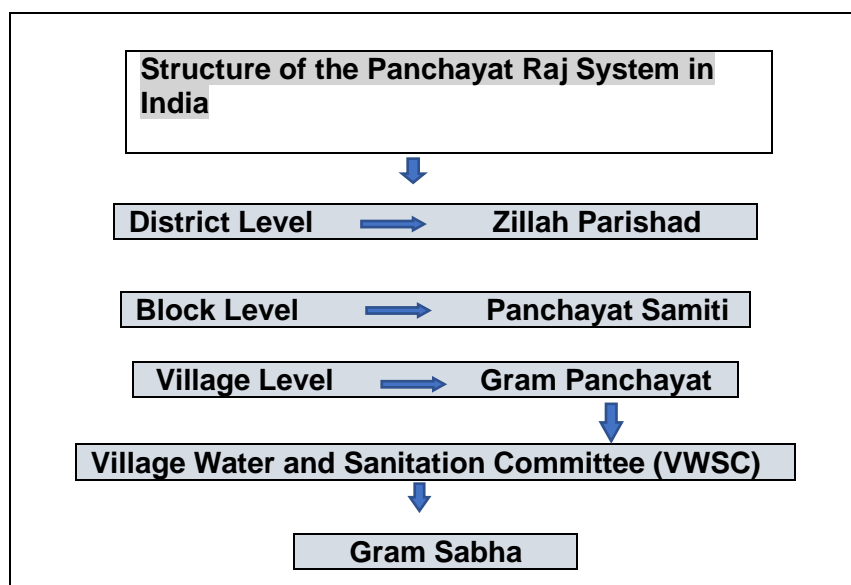 Structure of the Panchayat Raj System in
India
District Level Zillah Parishad
Block Level Panchayat Samiti
Village Level Gram Panchayat
Village Water and Sanitation Committee (VWSC)
Gram Sabha